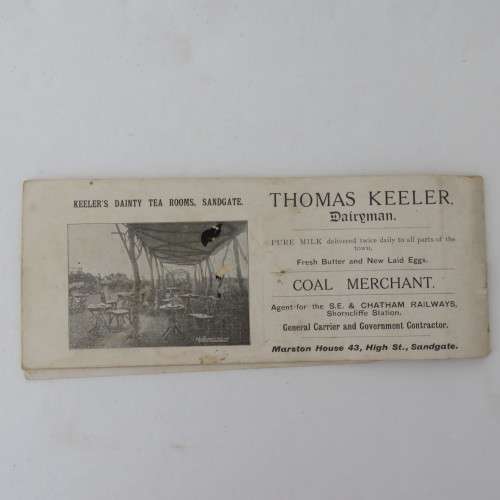 KEELER'S DAINTY TEA ROOMS, SANDGATE.
THOMAS KEELER,
Dairyman.
PURE MILK delivered twice daily to all parts of the
town.
Fresh Butter and New Laid Eggs.
COAL MERCHANT.
Agent for the S.E. & CHATHAM RAILWAYS,
Shorncliffe Station.
General Carrier and Government Contractor.
Marston House 43, High St., Sandgate.